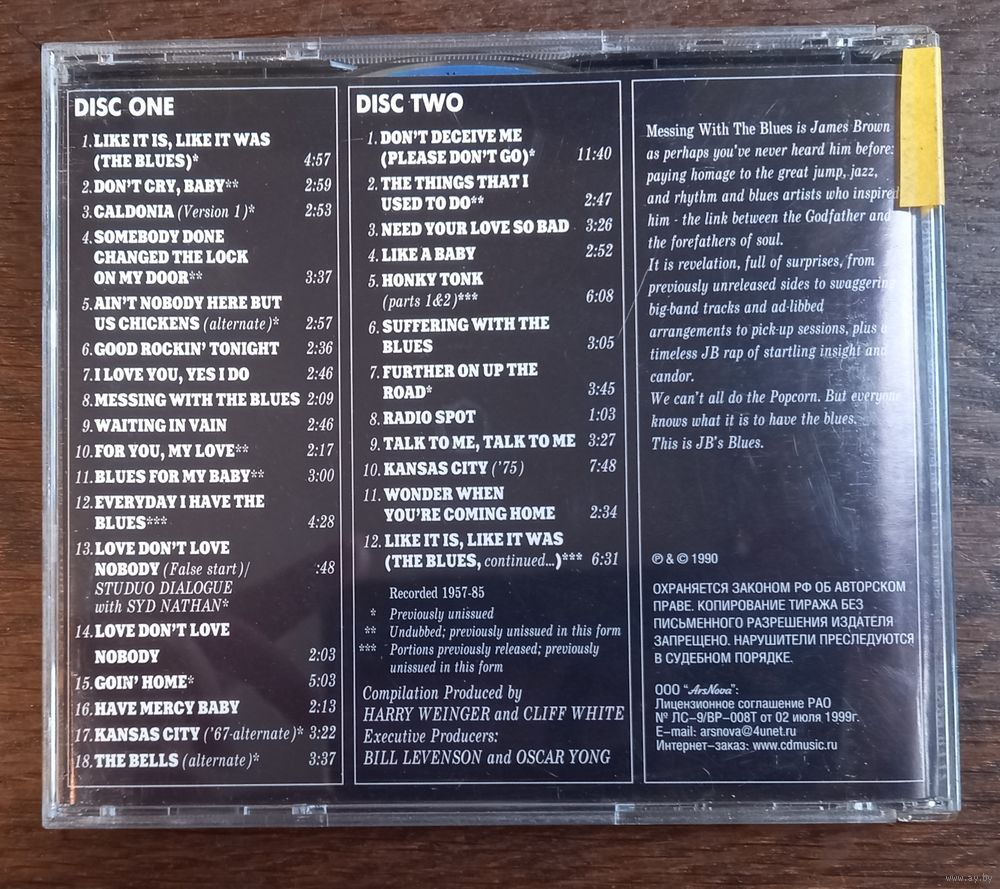 DISC ONE
1. LIKE IT IS, LIKE IT WAS
(THE BLUES)* 4:57
2. DON'T CRY, BABY** 2:59
3. CALDONIA (Version 1)* 2:53
4. SOMEBODY DONE
CHANGED THE LOCK
ON MY DOOR** 3:37
5. AIN'T NOBODY HERE BUT
US CHICKENS (alternate)* 2:57
6. GOOD ROCKIN' TONIGHT 2:36
7. I LOVE YOU, YES I DO 2:46
8. MESSING WITH THE BLUES 2:09
9. WAITING IN VAIN 2:46
10. FOR YOU, MY LOVE** 2:17
11. BLUES FOR MY BABY** 3:00
12. EVERYDAY I HAVE THE
BLUES*** 4:28
13. LOVE DON'T LOVE
NOBODY (False start)/ :48
STUDUO DIALOGUE
with SYD NATHAN*
14. LOVE DON'T LOVE
NOBODY 2:03
15. GOIN' HOME* 5:03
16. HAVE MERCY BABY 2:13
17. KANSAS CITY ('67-alternate)* 3:22
18. THE BELLS (alternate)* 3:37
DISC TWO
1. DON'T DECEIVE ME
(PLEASE DON'T GO)* 11:40
2. THE THINGS THAT I
USED TO DO** 2:47
3. NEED YOUR LOVE SO BAD 3:26
4. LIKE A BABY 2:52
5. HONKY TONK
(parts 1&2)*** 6:08
6. SUFFERING WITH THE
BLUES 3:05
7. FURTHER ON UP THE
ROAD* 3:45
8. RADIO SPOT 1:03
9. TALK TO ME, TALK TO ME 3:27
10. KANSAS CITY ('75) 7:48
11. WONDER WHEN
YOU'RE COMING HOME 2:34
12. LIKE IT IS, LIKE IT WAS
(THE BLUES, continued...)*** 6:31
Recorded 1957-85
* Previously unissued
** Undubbed; previously unissued in this form
*** Portions previously released; previously
unissued in this form
Compilation Produced by
HARRY WEINGER and CLIFF WHITE
Executive Producers:
BILL LEVENSON and OSCAR YONG
Messing With The Blues is James Brown
as perhaps you've never heard him before:
paying homage to the great jump, jazz,
and rhythm and blues artists who inspired
him - the link between the Godfather and
the forefathers of soul.
It is revelation, full of surprises, from
previously unreleased sides to swaggering
big-band tracks and ad-libbed
arrangements to pick-up sessions, plus a
timeless JB rap of startling insight and
candor.
We can't all do the Popcorn. But everyone
knows what it is to have the blues.
This is JB's Blues.
℗ & © 1990
ОХРАНЯЕТСЯ ЗАКОНОМ РФ ОБ АВТОРСКОМ
ПРАВЕ. КОПИРОВАНИЕ ТИРАЖА БЕЗ
ПИСЬМЕННОГО РАЗРЕШЕНИЯ ИЗДАТЕЛЯ
ЗАПРЕЩЕНО. НАРУШИТЕЛИ ПРЕСЛЕДУЮТСЯ
В СУДЕБНОМ ПОРЯДКЕ.
ООО "ArsNova":
Лицензионное соглашение РАО
№ ЛС-9/ВР-008Т от 02 июля 1999г.
E-mail: arsnova@4unet.ru
Интернет-заказ: www.cdmusic.ru
www.ay.by